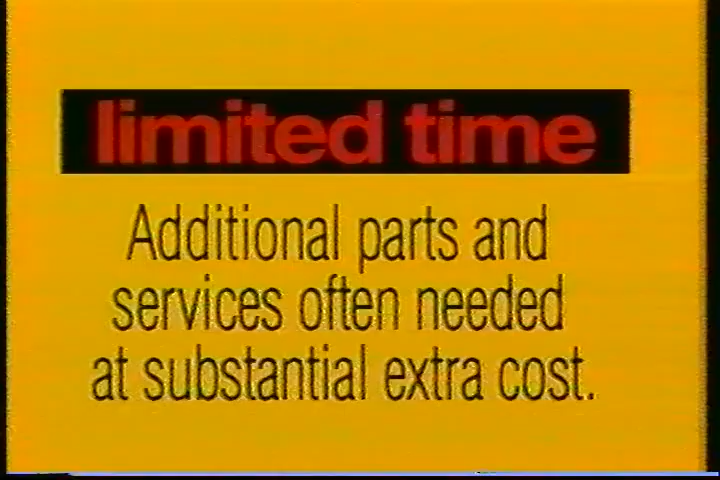 limited time
Additional parts and
services often needed
at substantial extra cost.